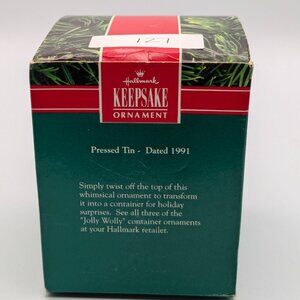 121
Hallmark
KEEPSAKE
ORNAMENT
Pressed Tin - Dated 1991
Simply twist off the top of this
whimsical ornament to transform
it into a container for holiday
surprises. See all three of the
"Jolly Wolly" container ornaments
at your Hallmark retailer.